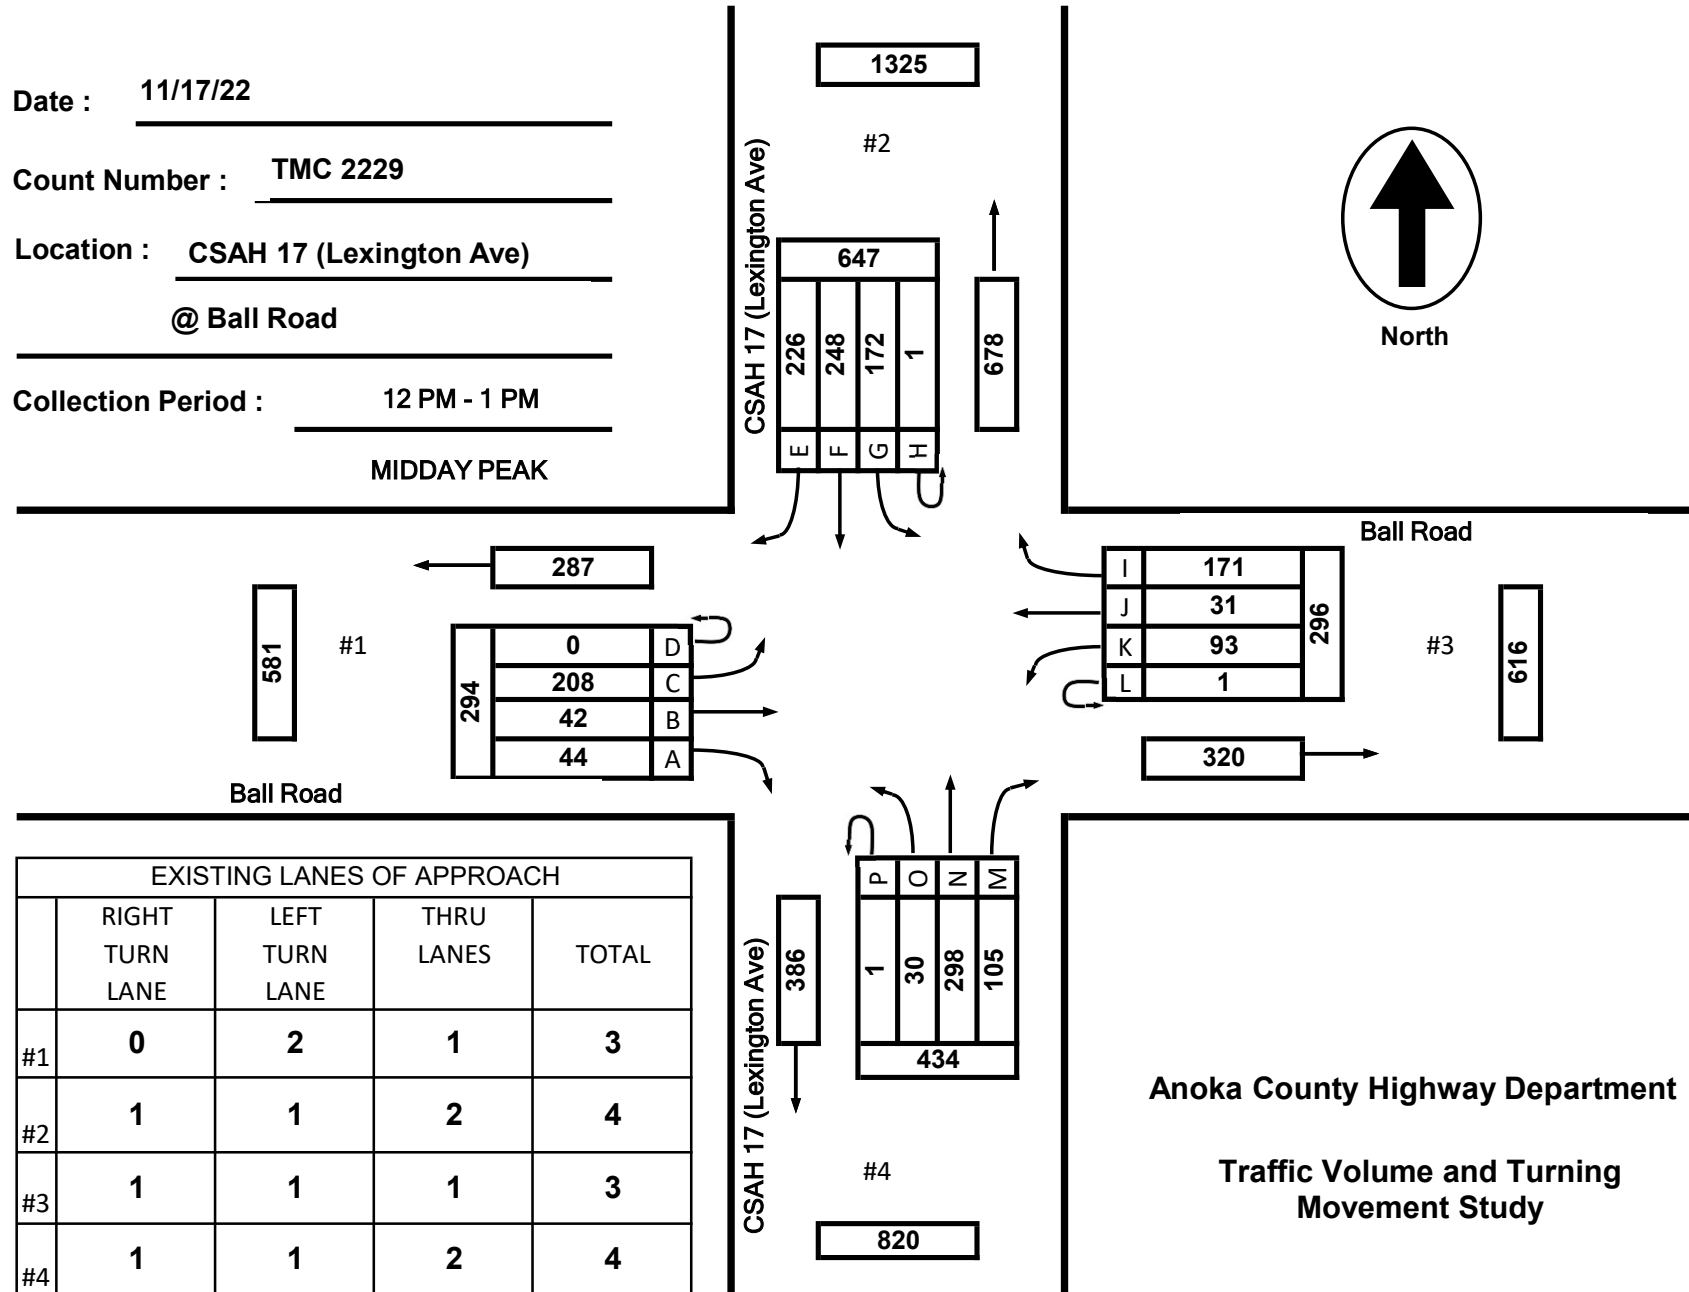 Date : 11/17/22
Count Number : TMC 2229
Location : CSAH 17 (Lexington Ave)
@ Ball Road
Collection Period : 12 PM - 1 PM
MIDDAY PEAK
1325
#2
CSAH 17 (Lexington Ave)
647
226 248 172 1
E F G H
678
North
Ball Road
287
581
#1
294
0 D
208 C
42 B
44 A
Ball Road
I 171
J 31
K 93
L 1
296
#3
616
320
P O N M
1 30 298 105
434
386
CSAH 17 (Lexington Ave)
#4
820
EXISTING LANES OF APPROACH
RIGHT TURN LANE
LEFT TURN LANE
THRU LANES
TOTAL
#1 0 2 1 3
#2 1 1 2 4
#3 1 1 1 3
#4 1 1 2 4
Anoka County Highway Department
Traffic Volume and Turning
Movement Study